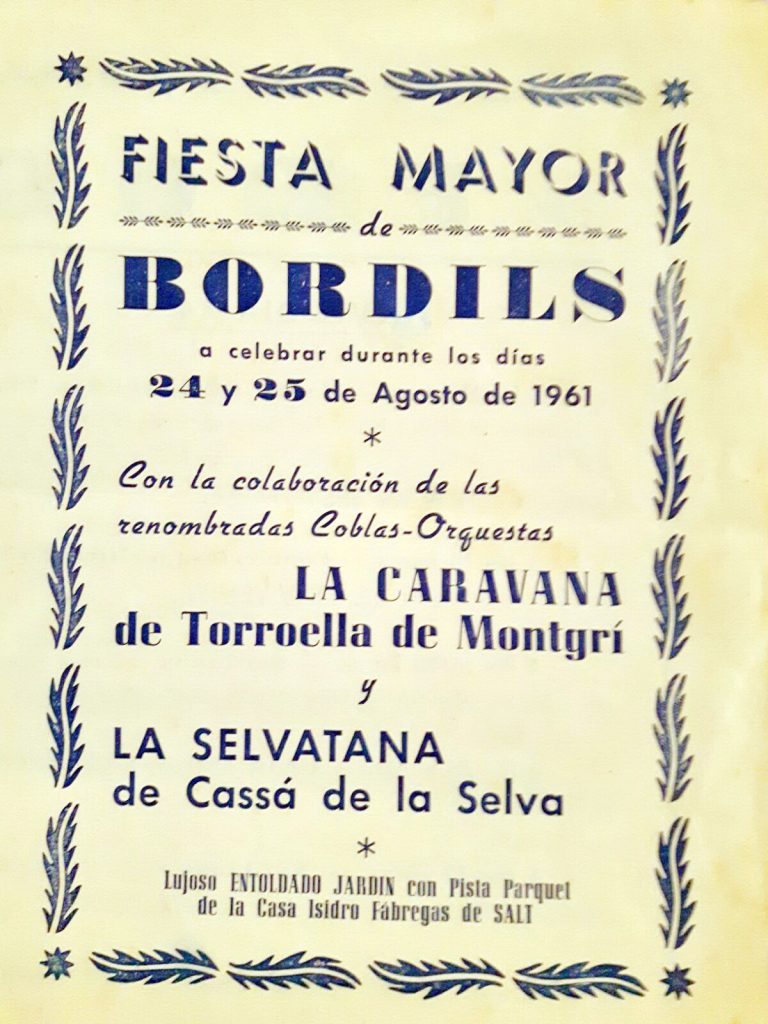 FIESTA MAYOR
de
BORDILS
a celebrar durante los días
24 y 25 de Agosto de 1961
*
Con la colaboración de las
renombradas Coblas-Orquestas
LA CARAVANA
de Torroella de Montgrí
y
LA SELVATANA
de Cassá de la Selva
*
Lujoso ENTOLDADO JARDIN con Pista Parquet
de la Casa Isidro Fábregas de SALT